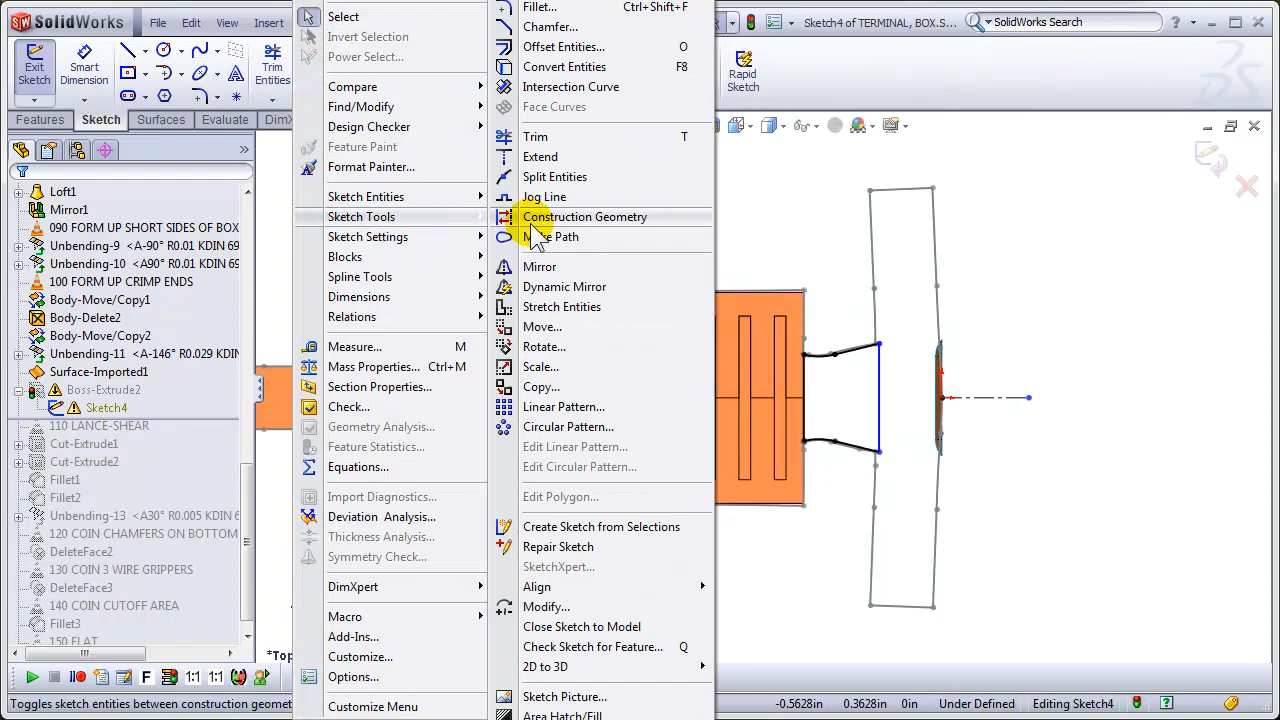 SolidWorks
File
Edit
View
Insert
Sketch4 of TERMINAL, BOX.S...
SolidWorks Search
Exit
Sketch
Smart
Dimension
Trim
Entities
Rapid
Sketch
Features
Sketch
Surfaces
Evaluate
DimX
Loft1
Mirror1
090 FORM UP SHORT SIDES OF BOX
Unbending-9 <A-90° R0.01 KDIN 69
Unbending-10 <A-90° R0.01 KDIN 69
100 FORM UP CRIMP ENDS
Body-Move/Copy1
Body-Delete2
Body-Move/Copy2
Unbending-11 <A-146° R0.029 KDIN
Surface-Imported1
Boss-Extrude2
Sketch4
110 LANCE-SHEAR
Cut-Extrude1
Cut-Extrude2
Fillet1
Fillet2
Unbending-13 <A30° R0.005 KDIN 6
120 COIN CHAMFERS ON BOTTOM
DeleteFace2
130 COIN 3 WIRE GRIPPERS
DeleteFace3
140 COIN CUTOFF AREA
Fillet3
150 FLAT
*Top
Select
Invert Selection
Power Select...
Compare
Find/Modify
Design Checker
Feature Paint
Format Painter...
Sketch Entities
Sketch Tools
Sketch Settings
Blocks
Spline Tools
Dimensions
Relations
Measure... M
Mass Properties... Ctrl+M
Section Properties...
Check...
Geometry Analysis...
Feature Statistics...
Equations...
Import Diagnostics...
Deviation Analysis...
Thickness Analysis...
Symmetry Check...
DimXpert
Macro
Add-Ins...
Customize...
Options...
Customize Menu
Fillet... Ctrl+Shift+F
Chamfer...
Offset Entities... O
Convert Entities F8
Intersection Curve
Face Curves
Trim T
Extend
Split Entities
Jog Line
Construction Geometry
Make Path
Mirror
Dynamic Mirror
Stretch Entities
Move...
Rotate...
Scale...
Copy...
Linear Pattern...
Circular Pattern...
Edit Linear Pattern...
Edit Circular Pattern...
Edit Polygon...
Create Sketch from Selections
Repair Sketch
SketchXpert...
Align
Modify...
Close Sketch to Model
Check Sketch for Feature... Q
2D to 3D
Sketch Picture...
Area Hatch/Fill
Toggles sketch entities between construction geomet
-0.5628in
0.3628in
0in
Under Defined
Editing Sketch4